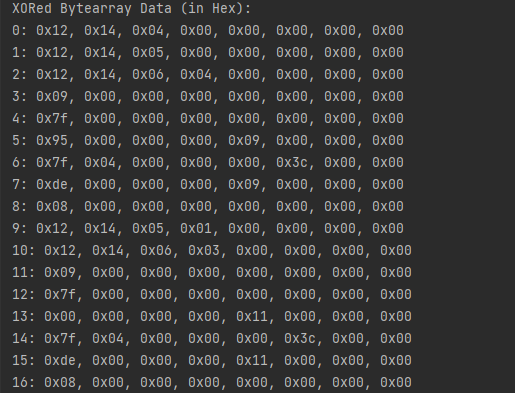 XORed Bytearray Data (in Hex):
0: 0x12, 0x14, 0x04, 0x00, 0x00, 0x00, 0x00, 0x00
1: 0x12, 0x14, 0x05, 0x00, 0x00, 0x00, 0x00, 0x00
2: 0x12, 0x14, 0x06, 0x04, 0x00, 0x00, 0x00, 0x00
3: 0x09, 0x00, 0x00, 0x00, 0x00, 0x00, 0x00, 0x00
4: 0x7f, 0x00, 0x00, 0x00, 0x00, 0x00, 0x00, 0x00
5: 0x95, 0x00, 0x00, 0x00, 0x09, 0x00, 0x00, 0x00
6: 0x7f, 0x04, 0x00, 0x00, 0x00, 0x3c, 0x00, 0x00
7: 0xde, 0x00, 0x00, 0x00, 0x09, 0x00, 0x00, 0x00
8: 0x08, 0x00, 0x00, 0x00, 0x00, 0x00, 0x00, 0x00
9: 0x12, 0x14, 0x05, 0x01, 0x00, 0x00, 0x00, 0x00
10: 0x12, 0x14, 0x06, 0x03, 0x00, 0x00, 0x00, 0x00
11: 0x09, 0x00, 0x00, 0x00, 0x00, 0x00, 0x00, 0x00
12: 0x7f, 0x00, 0x00, 0x00, 0x00, 0x00, 0x00, 0x00
13: 0x00, 0x00, 0x00, 0x00, 0x11, 0x00, 0x00, 0x00
14: 0x7f, 0x04, 0x00, 0x00, 0x00, 0x3c, 0x00, 0x00
15: 0xde, 0x00, 0x00, 0x00, 0x11, 0x00, 0x00, 0x00
16: 0x08, 0x00, 0x00, 0x00, 0x00, 0x00, 0x00, 0x00